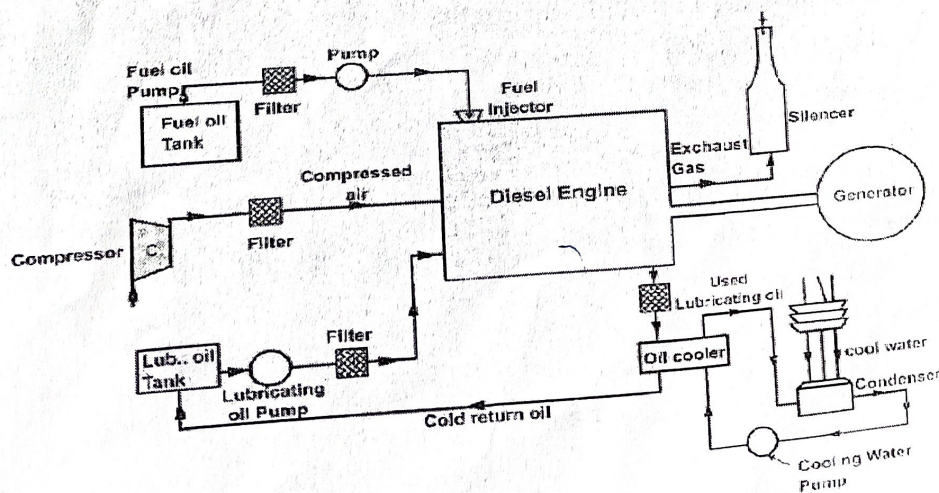 Pump
Fuel oil
Pump
Filter
Fuel oil
Tank
Fuel
Injector
Silencer
Exchaust
Gas
Compressed
air
Diesel Engine
Generator
Filter
Compressor
C
Used
Lubricating oil
Filter
Lub.. oil
Tank
Oil cooler
cool water
Condenser
Lubricating
oil Pump
Cold return oil
Cooling Water
Pump